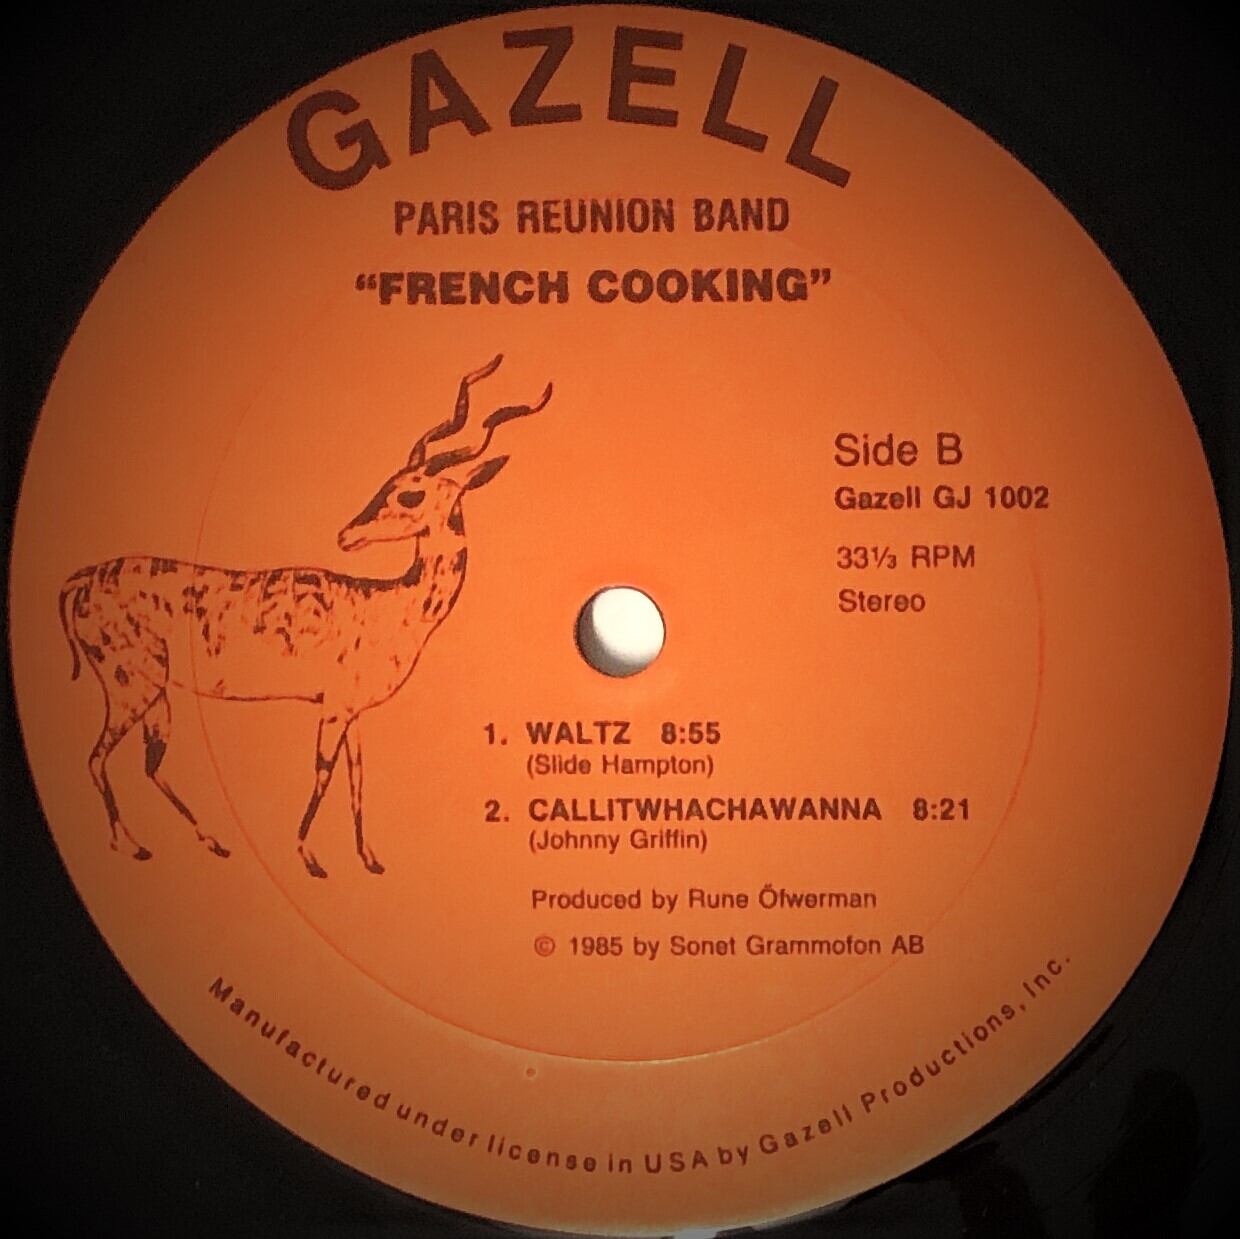 GAZELL
PARIS REUNION BAND
“FRENCH COOKING”
Side B
Gazell GJ 1002
33⅓ RPM
Stereo
1. WALTZ 8:55
(Slide Hampton)
2. CALLITWHACHAWANNA 8:21
(Johnny Griffin)
Produced by Rune Öfwerman
© 1985 by Sonet Grammofon AB
Manufactured under license in USA by Gazell Productions, Inc.